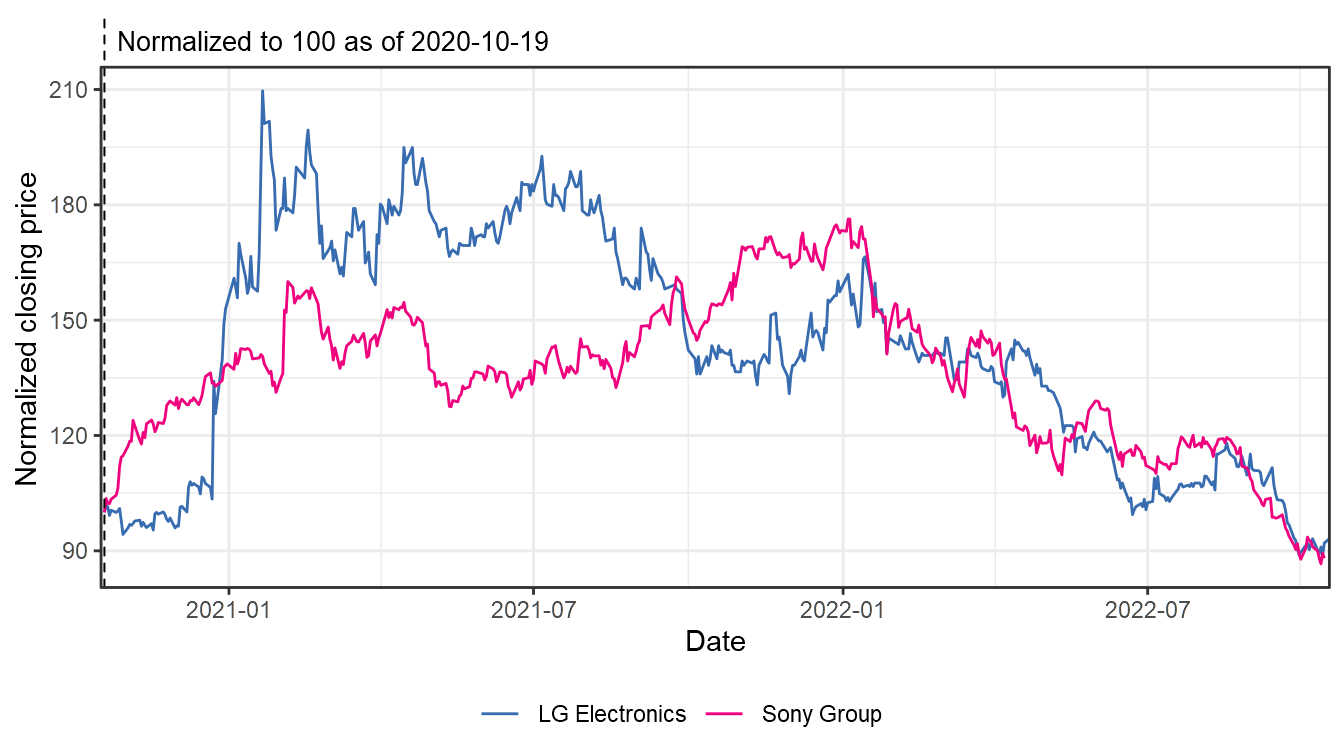 Normalized to 100 as of 2020-10-19
Normalized closing price
210
180
150
120
90
2021-01
2021-07
2022-01
2022-07
Date
LG Electronics
Sony Group